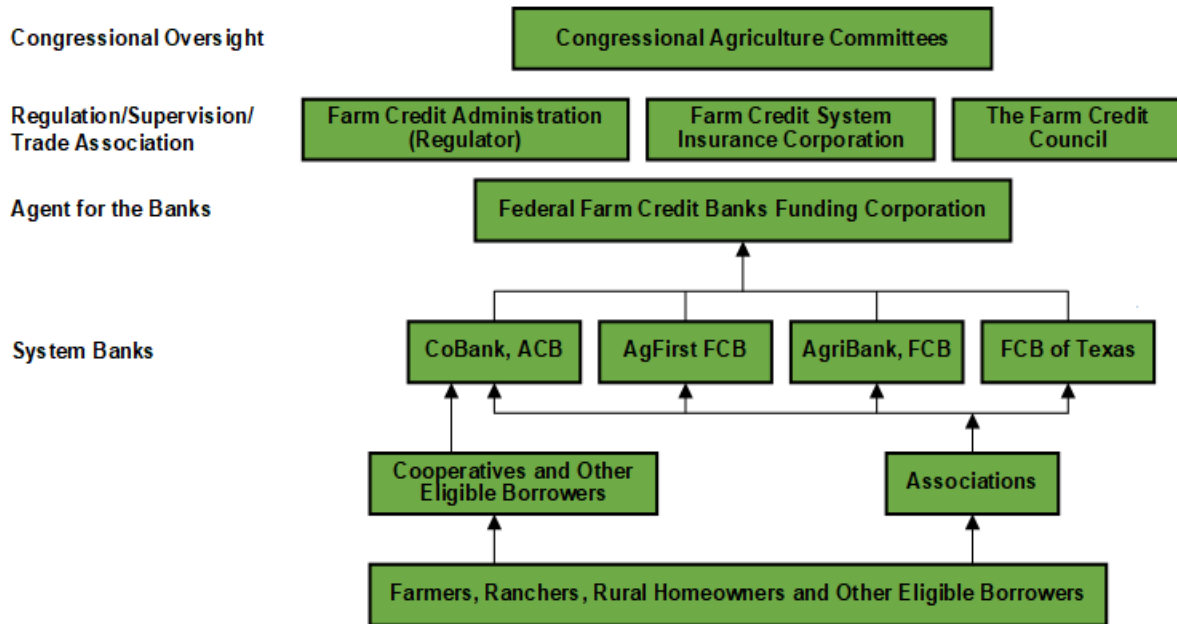 Congressional Oversight
Congressional Agriculture Committees
Regulation/Supervision/
Trade Association
Farm Credit Administration
(Regulator)
Farm Credit System
Insurance Corporation
The Farm Credit
Council
Agent for the Banks
Federal Farm Credit Banks Funding Corporation
System Banks
CoBank, ACB
AgFirst FCB
AgriBank, FCB
FCB of Texas
Cooperatives and Other
Eligible Borrowers
Associations
Farmers, Ranchers, Rural Homeowners and Other Eligible Borrowers